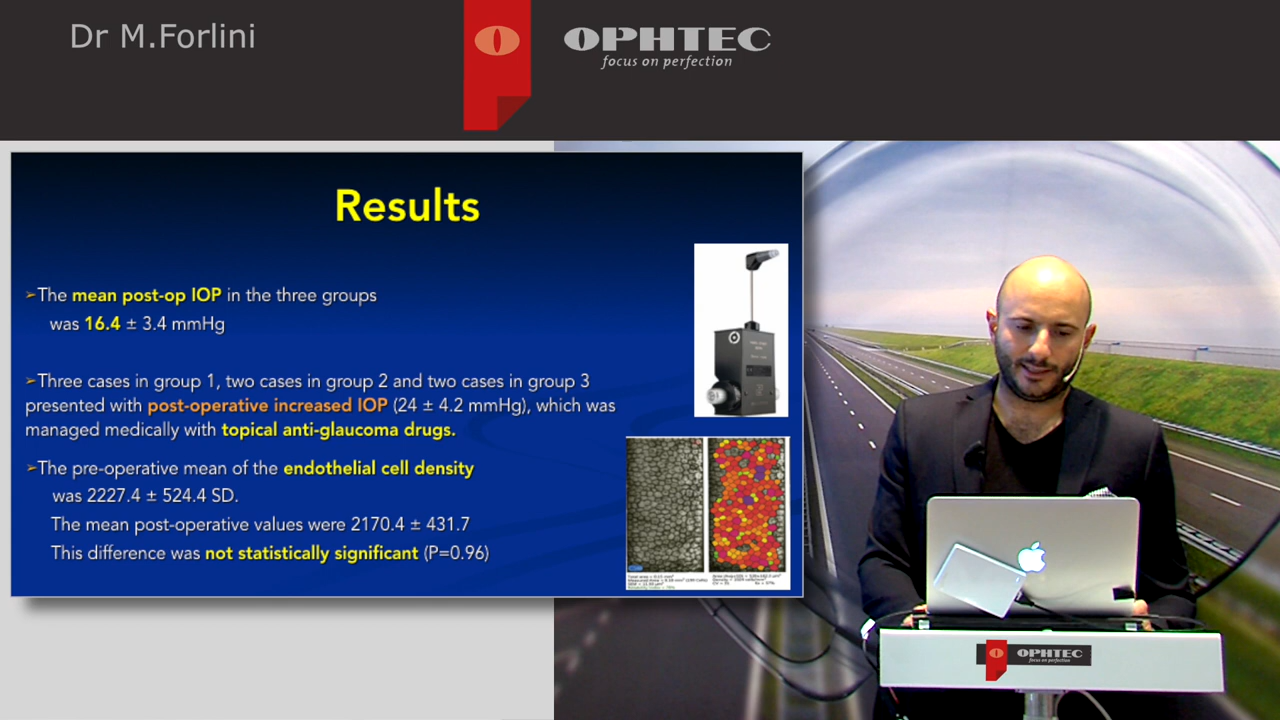 Dr M.Forlini
OPHTEC
focus on perfection
Results
➢The mean post-op IOP in the three groups
was 16.4 ± 3.4 mmHg
➢Three cases in group 1, two cases in group 2 and two cases in group 3
presented with post-operative increased IOP (24 ± 4.2 mmHg), which was
managed medically with topical anti-glaucoma drugs.
➢The pre-operative mean of the endothelial cell density
was 2227.4 ± 524.4 SD.
The mean post-operative values were 2170.4 ± 431.7
This difference was not statistically significant (P=0.96)
OPHTEC
focus on perfection